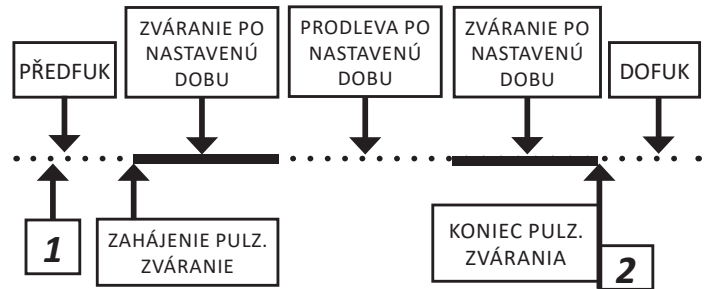 PŘEDFUK
ZVÁRANIE PO
NASTAVENÚ
DOBU
PRODLEVA PO
NASTAVENÚ
DOBU
ZVÁRANIE PO
NASTAVENÚ
DOBU
DOFUK
1
ZAHÁJENIE PULZ.
ZVÁRANIE
KONIEC PULZ.
ZVÁRANIA
2